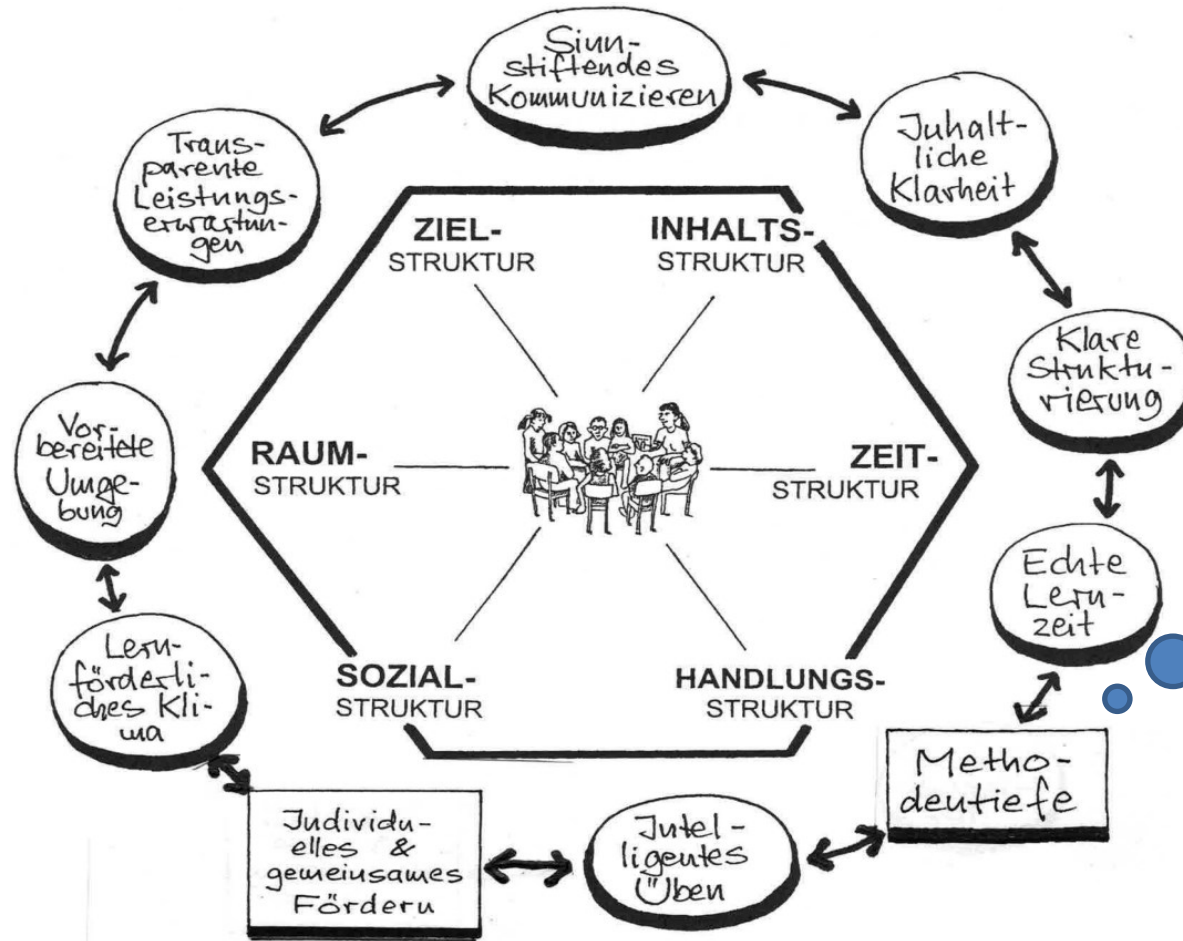 Sinn-
stiftendes
Kommunizieren
Inhalt-
liche
Klarheit
Klare
Struktu-
rierung
Echte
Lern-
zeit
Metho-
dentiefe
Intel-
ligentes
Üben
Individu-
elles &
gemeinsames
Fördern
Lern-
förderli-
ches Kli-
ma
Vor-
bereitete
Umge-
bung
Trans-
parente
Leistungs-
erwartun-
gen
ZIEL-
STRUKTUR
INHALTS-
STRUKTUR
RAUM-
STRUKTUR
ZEIT-
STRUKTUR
SOZIAL-
STRUKTUR
HANDLUNGS-
STRUKTUR